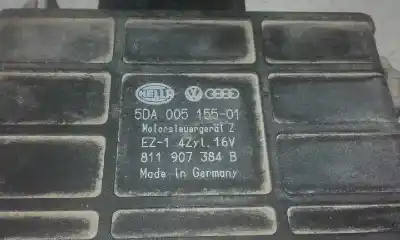 HELLA
5DA 005 155-01
Motorsteuergerät Z
EZ-1 4Zyl. 16V
811 907 384 B
Made in Germany